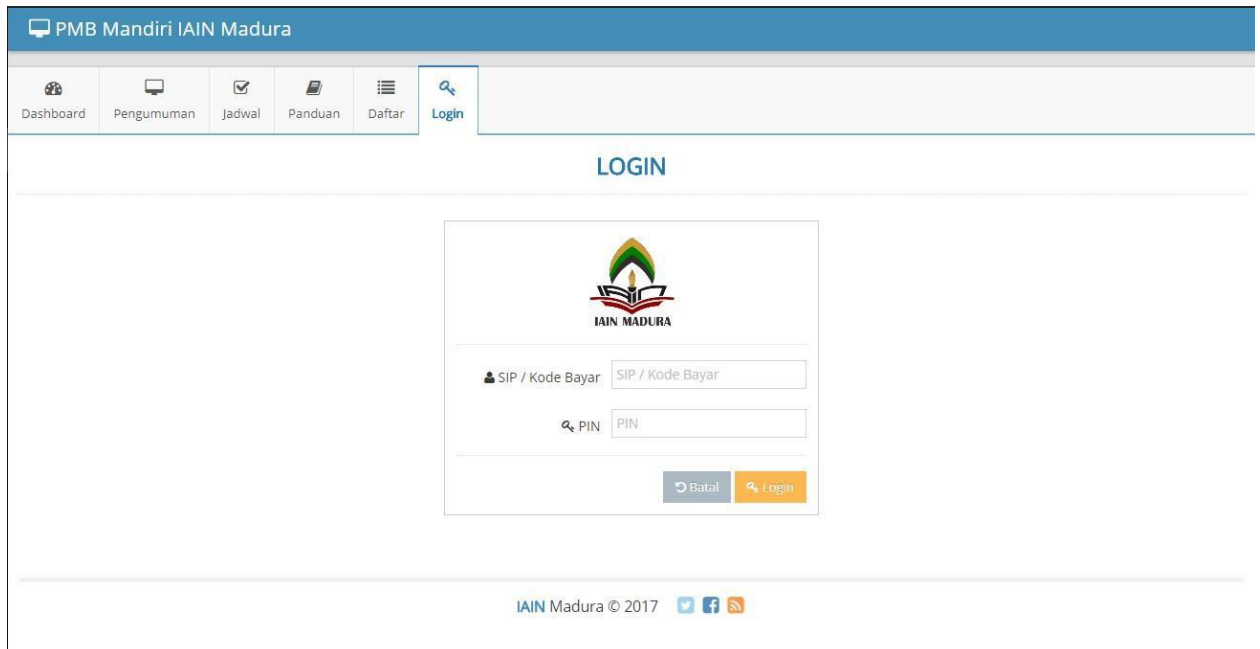 PMB Mandiri IAIN Madura
Dashboard Pengumuman Jadwal Panduan Daftar Login
LOGIN
IAIN MADURA
SIP / Kode Bayar SIP / Kode Bayar
PIN PIN
Batal Login
IAIN Madura © 2017